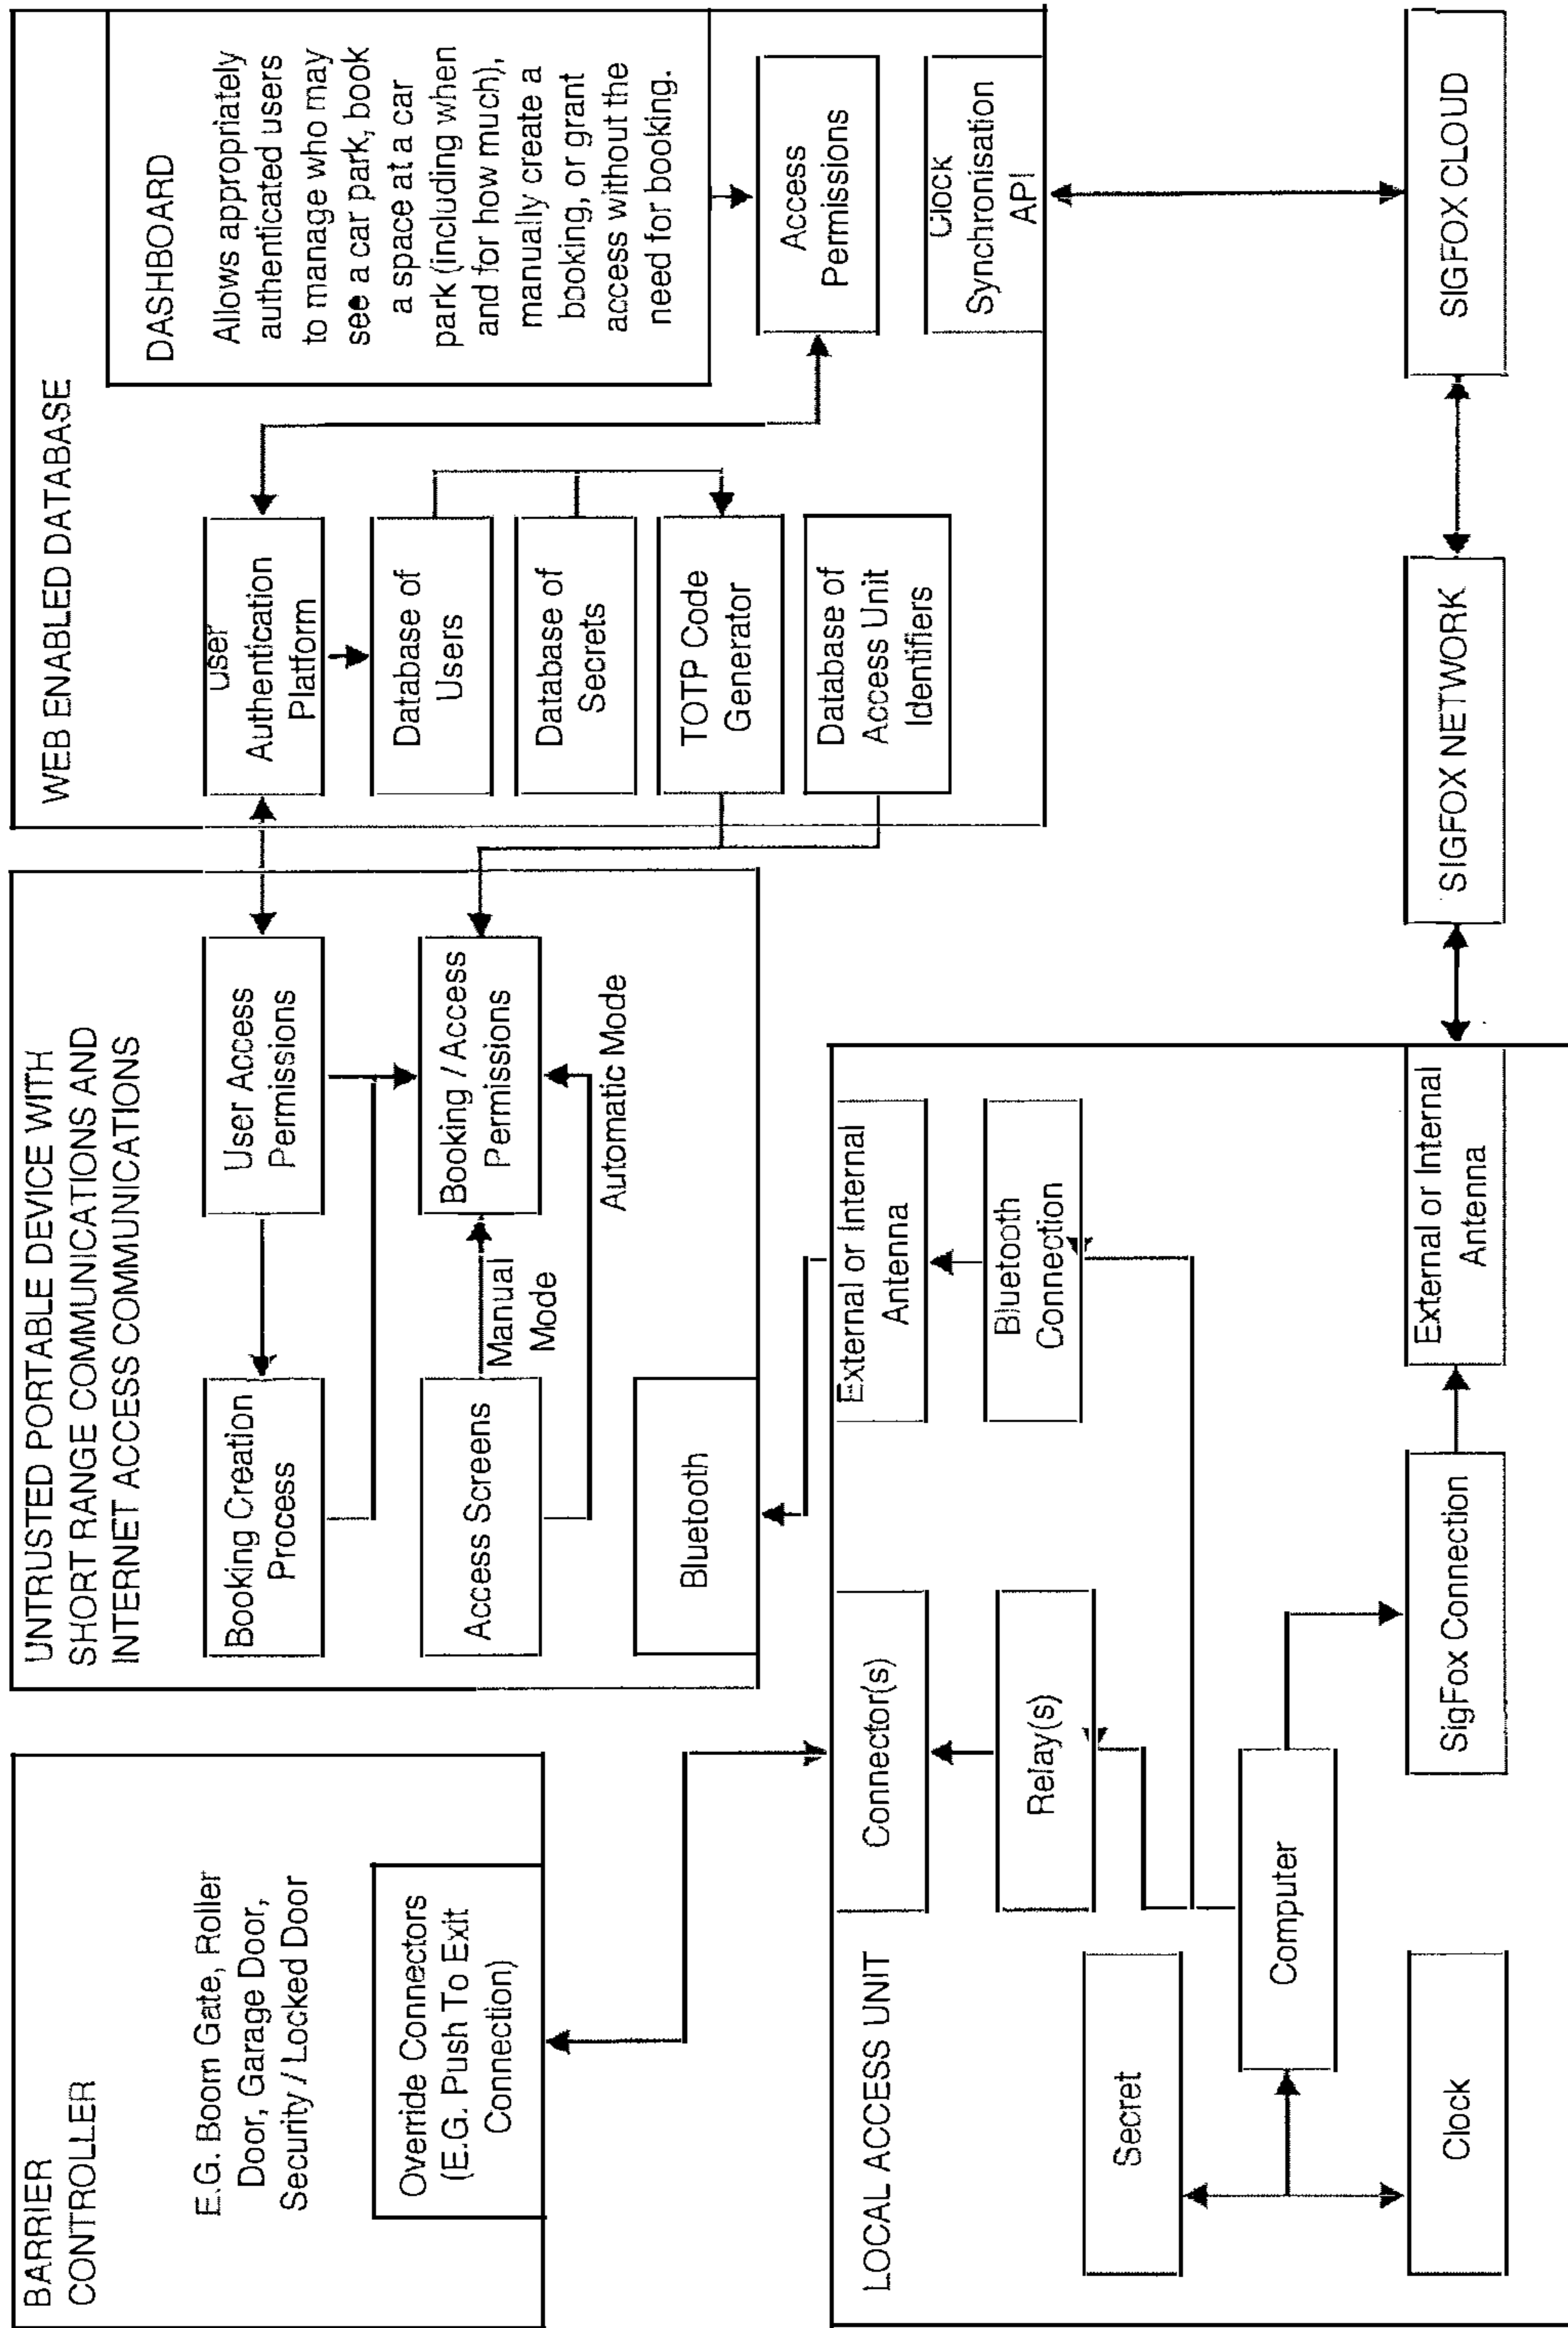 BARRIER
CONTROLLER
E.G. Boom Gate, Roller
Door, Garage Door,
Security / Locked Door
Override Connectors
(E.G. Push To Exit
Connection)
UNTRUSTED PORTABLE DEVICE WITH
SHORT RANGE COMMUNICATIONS AND
INTERNET ACCESS COMMUNICATIONS
Booking Creation
Process
User Access
Permissions
Access Screens
Manual
Mode
Booking / Access
Permissions
Automatic Mode
Bluetooth
WEB ENABLED DATABASE
User
Authentication
Platform
Database of
Users
Database of
Secrets
TOTP Code
Generator
Database of
Access Unit
Identifiers
DASHBOARD
Allows appropriately
authenticated users
to manage who may
see a car park, book
a space at a car
park (including when
and for how much),
manually create a
booking, or grant
access without the
need for booking.
Access
Permissions
Clock
Synchronisation
API
LOCAL ACCESS UNIT
Connector(s)
External or Internal
Antenna
Relay(s)
Bluetooth
Connection
Secret
Computer
Clock
SigFox Connection
External or Internal
Antenna
SIGFOX NETWORK
SIGFOX CLOUD